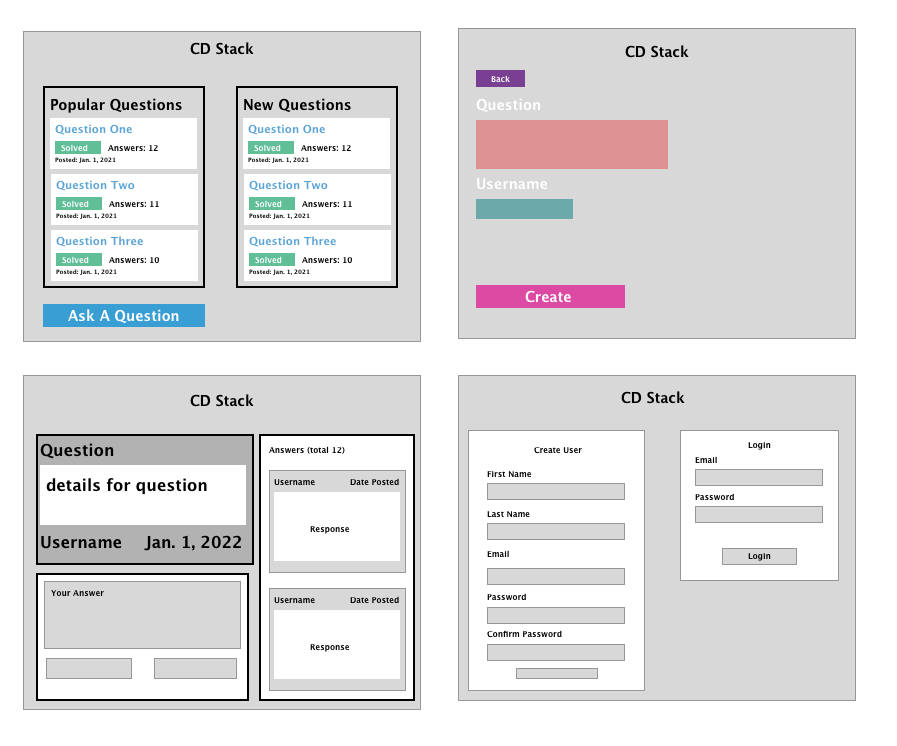 CD Stack
Popular Questions
Question One
Solved Answers: 12
Posted: Jan. 1, 2021
Question Two
Solved Answers: 11
Posted: Jan. 1, 2021
Question Three
Solved Answers: 10
Posted: Jan. 1, 2021
New Questions
Question One
Solved Answers: 12
Posted: Jan. 1, 2021
Question Two
Solved Answers: 11
Posted: Jan. 1, 2021
Question Three
Solved Answers: 10
Posted: Jan. 1, 2021
Ask A Question
CD Stack
Back
Question
Username
Create
CD Stack
Question
details for question
Username Jan. 1, 2022
Your Answer
Answers (total 12)
Username Date Posted
Response
Username Date Posted
Response
CD Stack
Create User
First Name
Last Name
Email
Password
Confirm Password
Login
Email
Password
Login